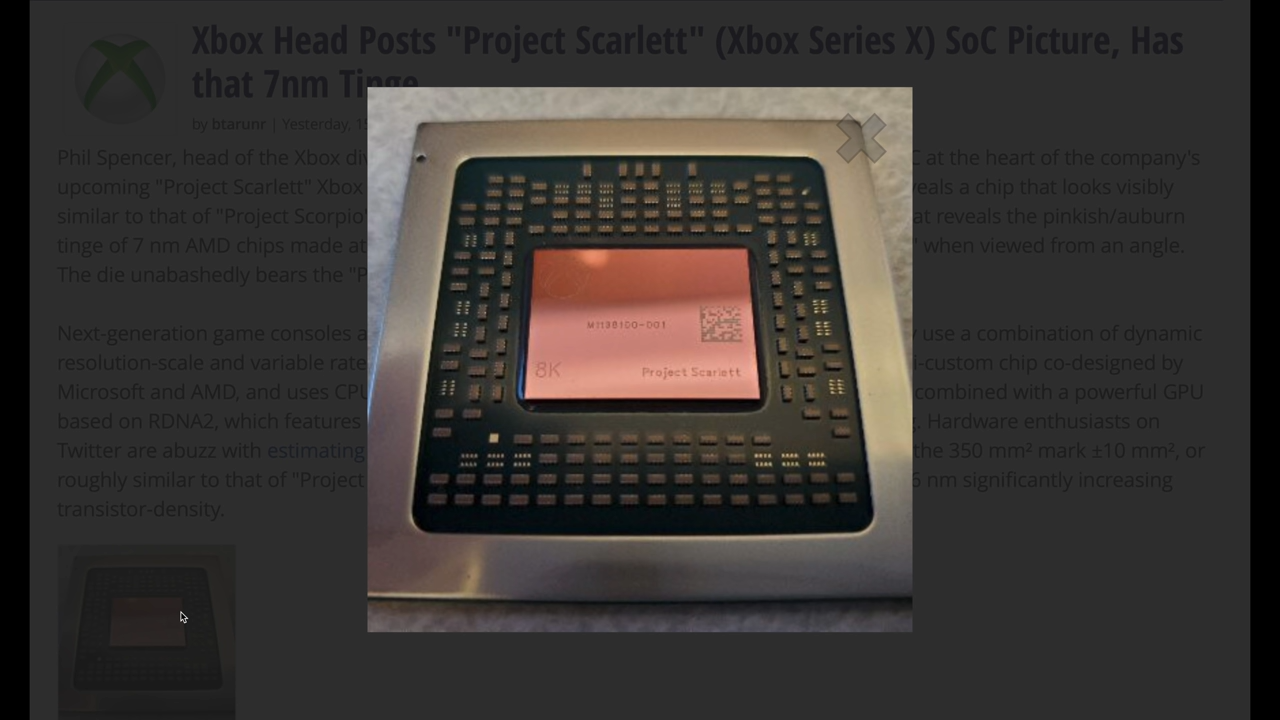 Xbox Head Posts "Project Scarlett" (Xbox Series X) SoC Picture, Has
that 7nm Tinge
by btarunr | Yesterday,
Phil Spencer, head of the Xbox C at the heart of the company's
upcoming "Project Scarlett" Xbox veals a chip that looks visibly
similar to that of "Project Scorpio" at reveals the pinkish/auburn
tinge of 7 nm AMD chips made at " when viewed from an angle.
The die unabashedly bears the "P
Next-generation game consoles a y use a combination of dynamic
resolution-scale and variable rate i-custom chip co-designed by
Microsoft and AMD, and uses CPU combined with a powerful GPU
based on RDNA2, which features . Hardware enthusiasts on
Twitter are abuzz with estimating the 350 mm² mark ±10 mm², or
roughly similar to that of "Project 6 nm significantly increasing
transistor-density.
M1138100-001
8K
Project Scarlett